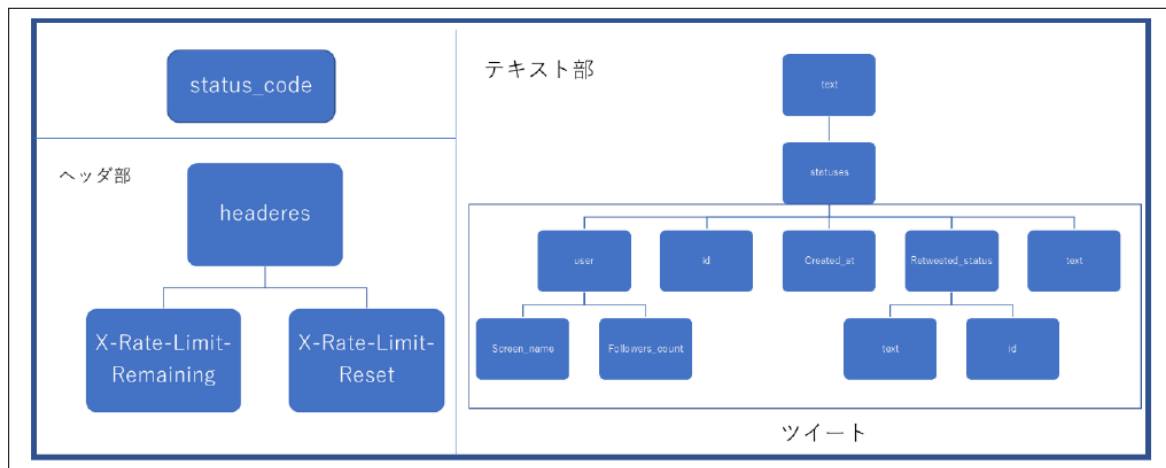 status_code
ヘッダ部
headeres
X-Rate-Limit-
Remaining
X-Rate-Limit-
Reset
テキスト部
text
statuses
user
id
Created_at
Retweeted_status
text
Screen_name
Followers_count
text
id
ツイート